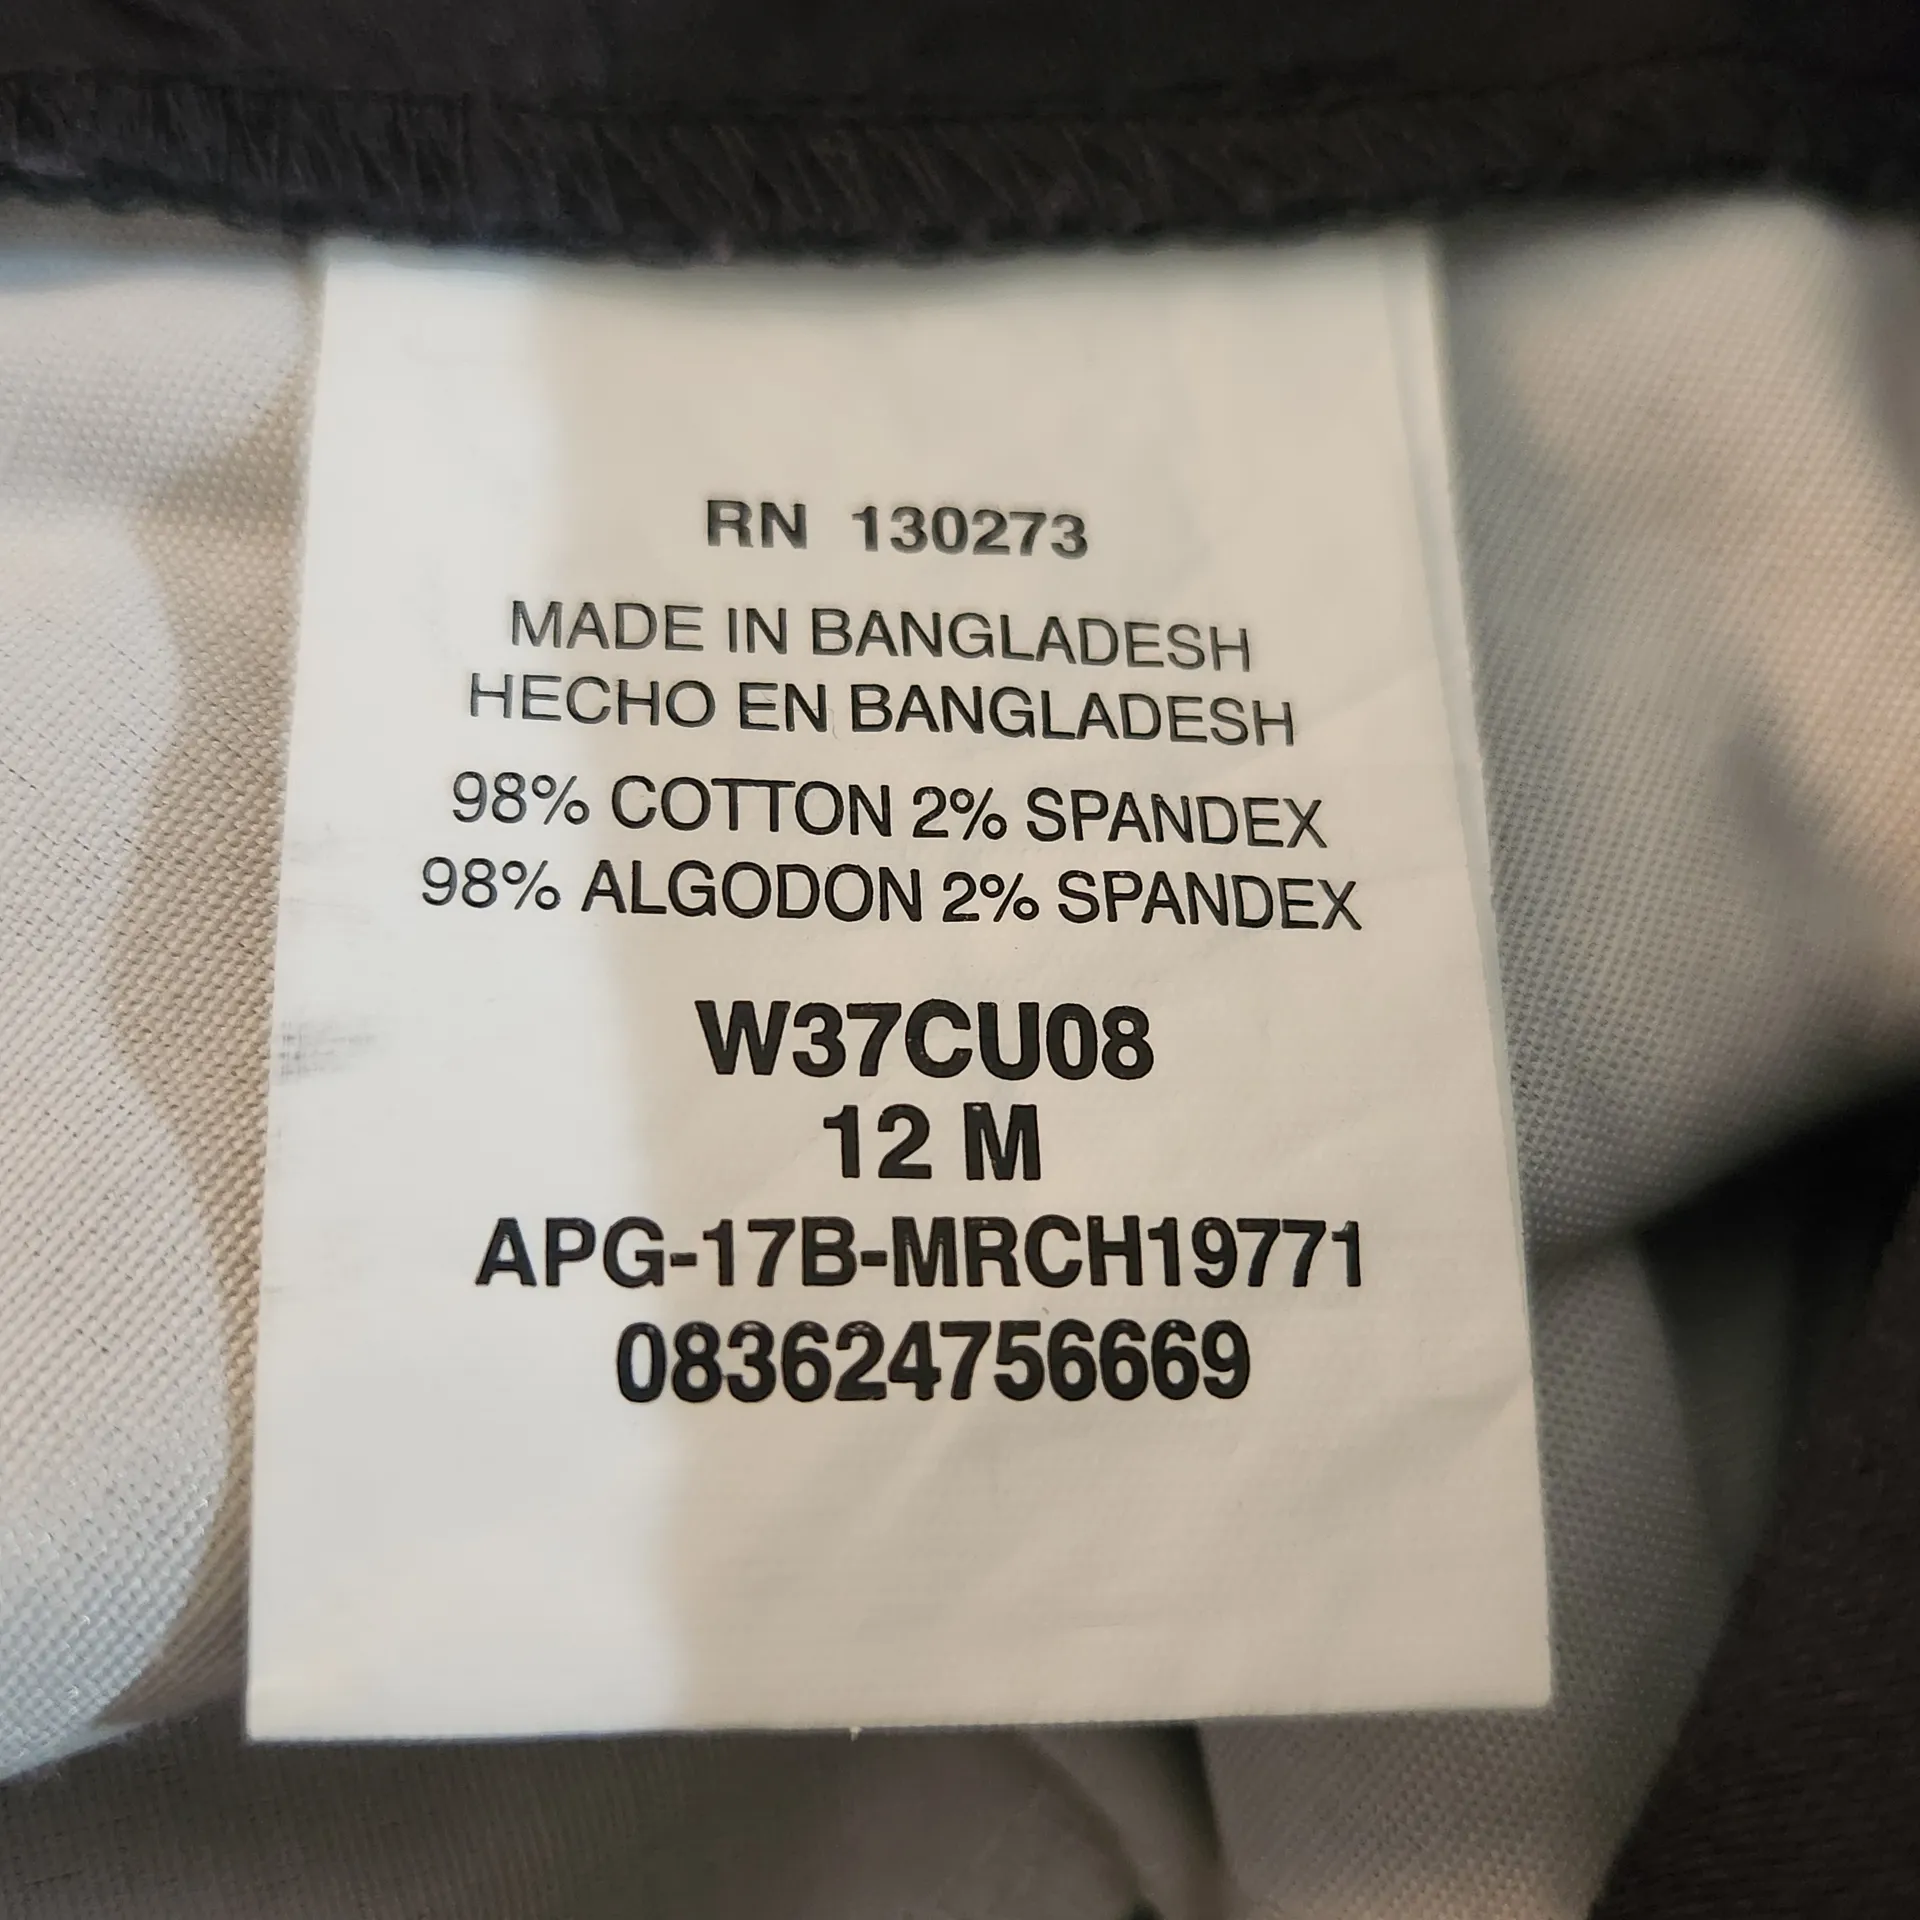 RN 130273
MADE IN BANGLADESH
HECHO EN BANGLADESH
98% COTTON 2% SPANDEX
98% ALGODON 2% SPANDEX
W37CU08
12 M
APG-17B-MRCH19771
083624756669